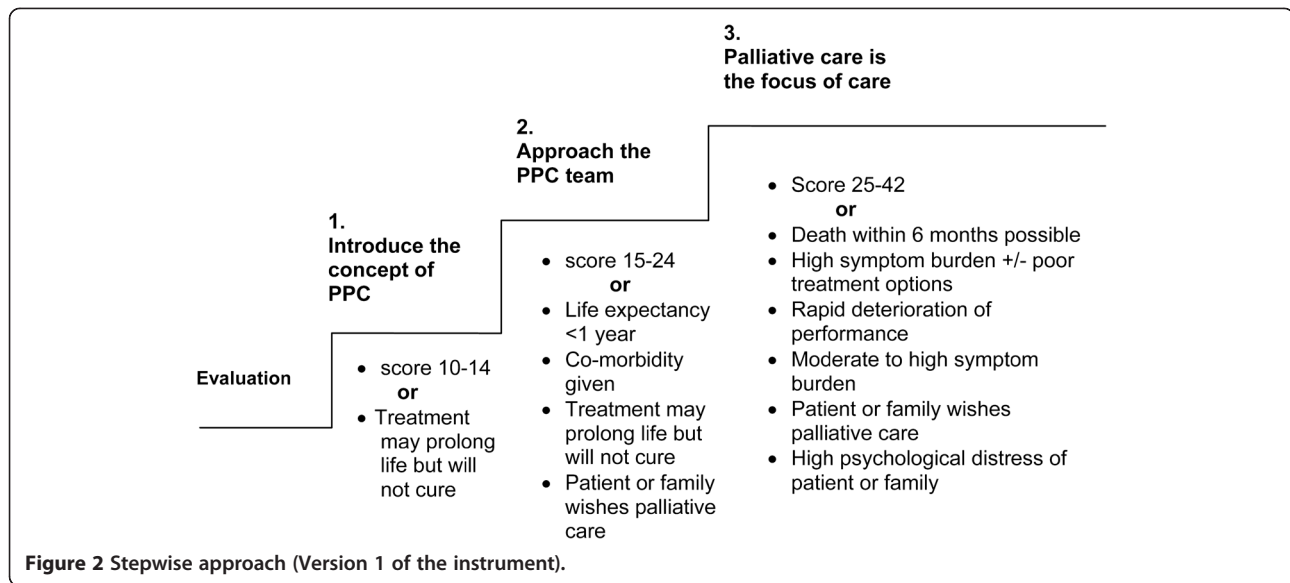 3.
Palliative care is
the focus of care
2.
Approach the
PPC team
1.
Introduce the
concept of
PPC
Evaluation
• score 10-14
or
• Treatment
may prolong
life but will
not cure
• score 15-24
or
• Life expectancy
<1 year
• Co-morbidity
given
• Treatment may
prolong life but
will not cure
• Patient or family
wishes palliative
care
• Score 25-42
or
• Death within 6 months possible
• High symptom burden +/- poor
treatment options
• Rapid deterioration of
performance
• Moderate to high symptom
burden
• Patient or family wishes
palliative care
• High psychological distress of
patient or family
Figure 2 Stepwise approach (Version 1 of the instrument).